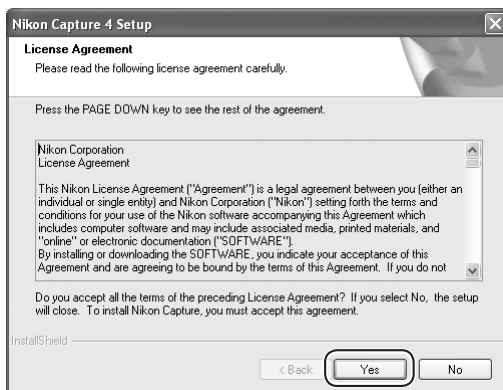 Nikon Capture 4 Setup
License Agreement
Please read the following license agreement carefully.
Press the PAGE DOWN key to see the rest of the agreement.
Nikon Corporation
License Agreement
This Nikon License Agreement ("Agreement") is a legal agreement between you (either an
individual or single entity) and Nikon Corporation ("Nikon") setting forth the terms and
conditions for your use of the Nikon software accompanying this Agreement which
includes computer software and may include associated media, printed materials, and
"online" or electronic documentation ("SOFTWARE").
By installing or downloading the SOFTWARE, you indicate your acceptance of this
Agreement and are agreeing to be bound by the terms of this Agreement. If you do not
Do you accept all the terms of the preceding License Agreement? If you select No, the setup
will close. To install Nikon Capture, you must accept this agreement.
InstallShield
< Back Yes No